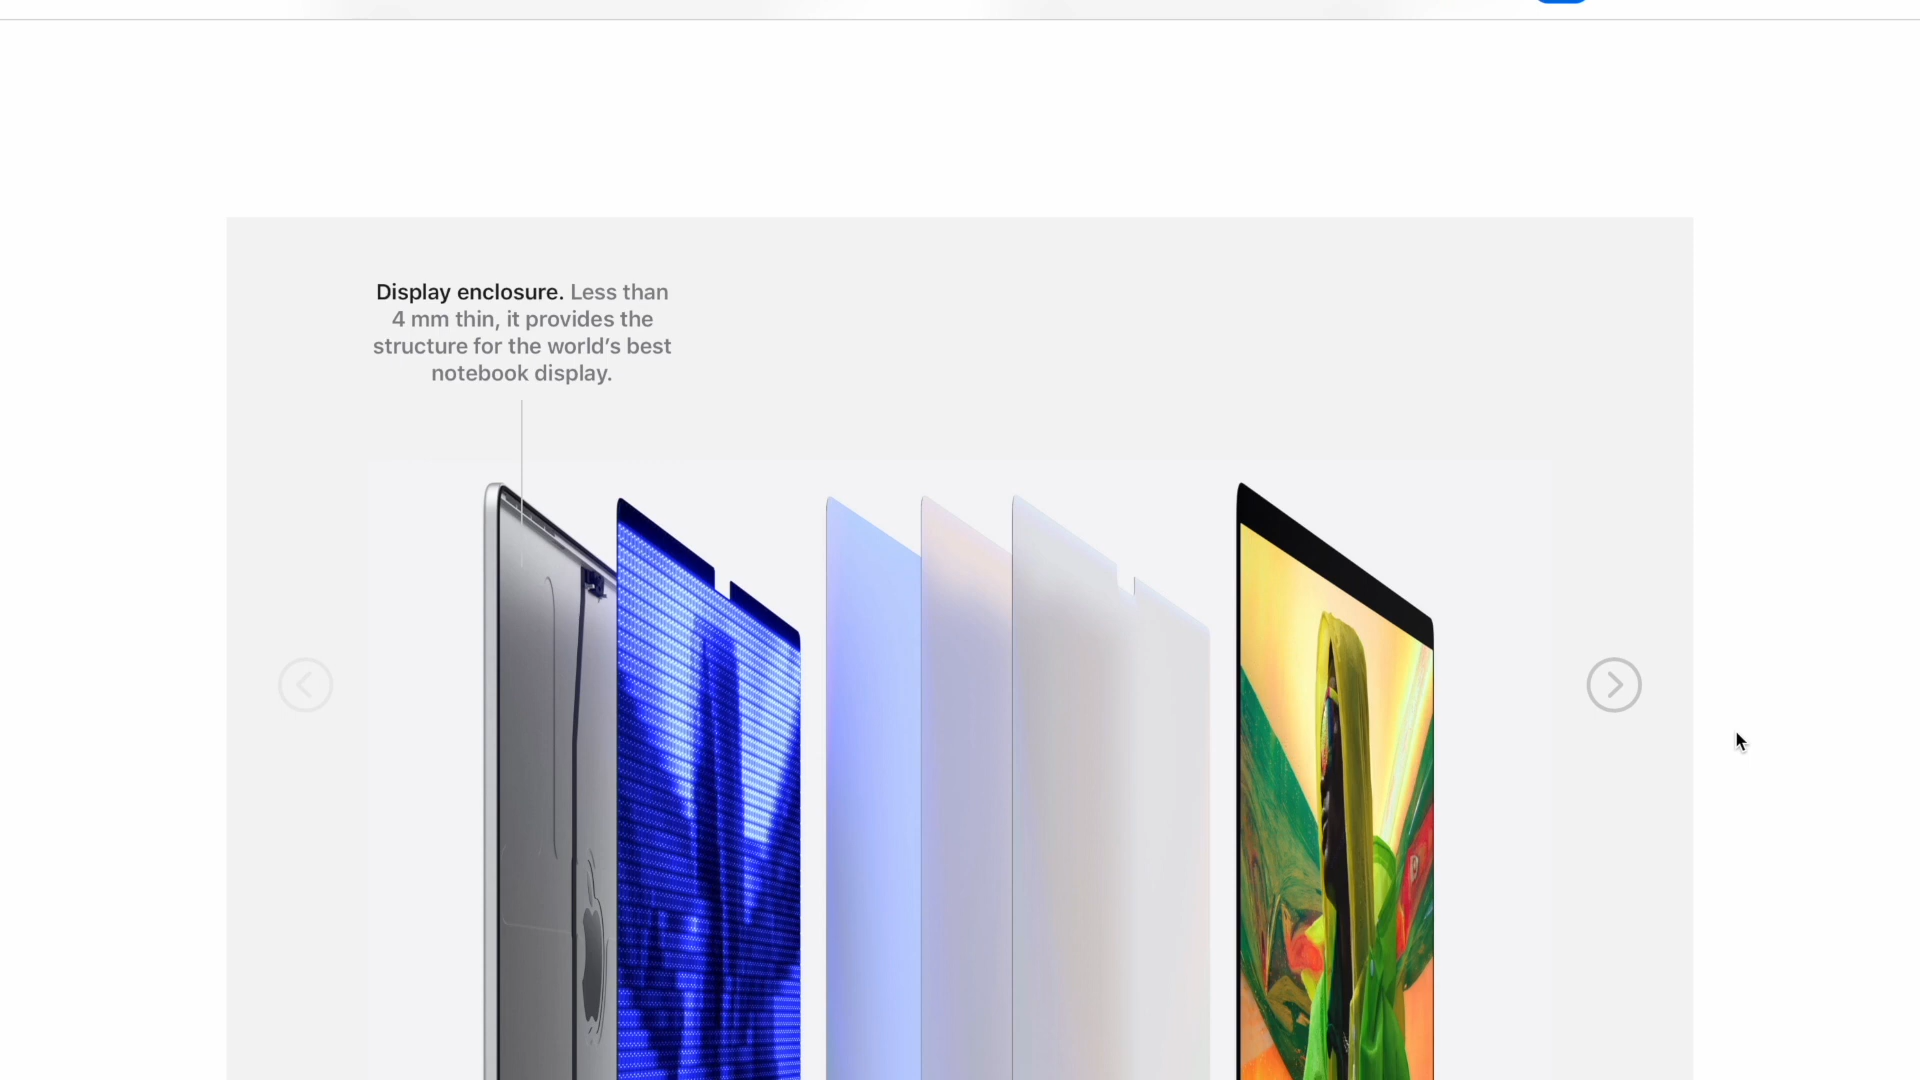 Display enclosure. Less than
4 mm thin, it provides the
structure for the world’s best
notebook display.